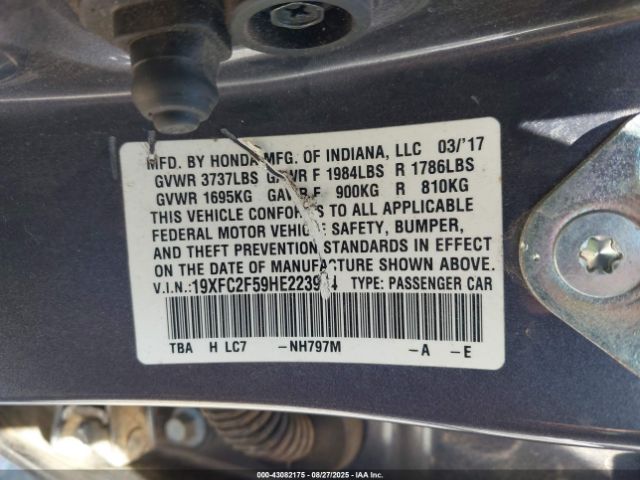 MFD. BY HONDA MFG. OF INDIANA, LLC 03/'17
GVWR 3737LBS GAWR F 1984LBS R 1786LBS
GVWR 1695KG GAWR F 900KG R 810KG
THIS VEHICLE CONFORMS TO ALL APPLICABLE
FEDERAL MOTOR VEHICLE SAFETY, BUMPER,
AND THEFT PREVENTION STANDARDS IN EFFECT
ON THE DATE OF MANUFACTURE SHOWN ABOVE.
V.I.N.: TYPE: PASSENGER CAR
TBA H LC7 -NH797M -A -E
000-43082175 - 08/27/2025 - IAA Inc.